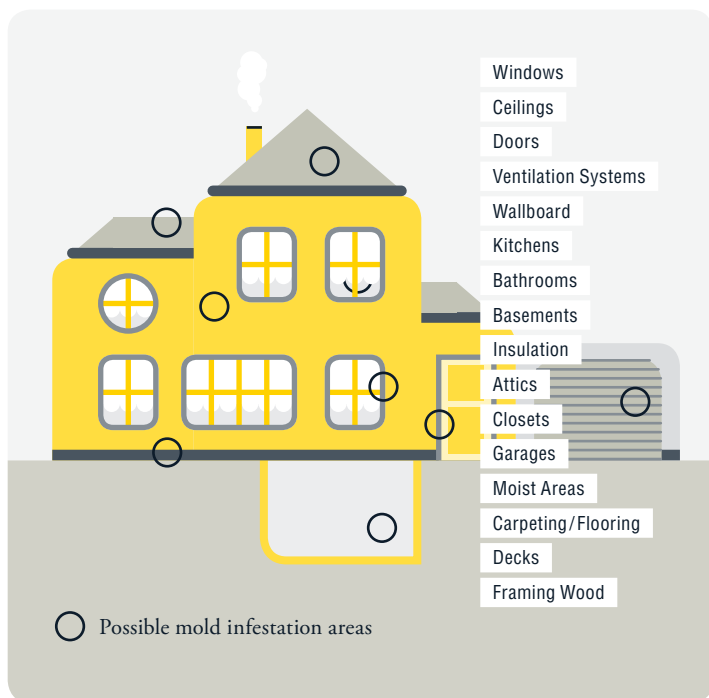 Windows
Ceilings
Doors
Ventilation Systems
Wallboard
Kitchens
Bathrooms
Basements
Insulation
Attics
Closets
Garages
Moist Areas
Carpeting/Flooring
Decks
Framing Wood
Possible mold infestation areas